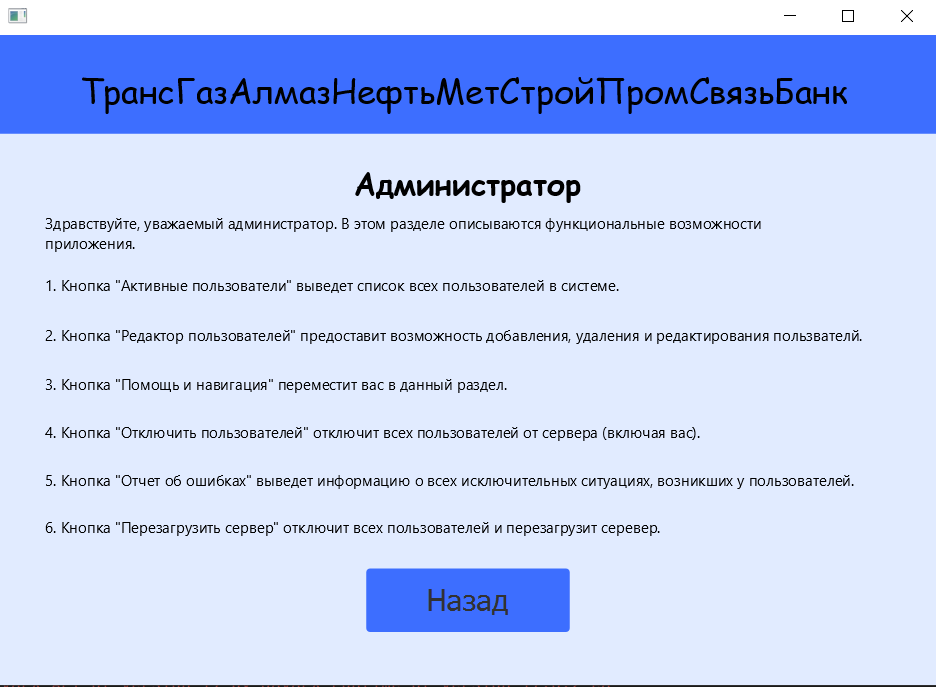 ТрансГазАлмазНефтьМетСтройПромСвязьБанк
Администратор
Здравствуйте, уважаемый администратор. В этом разделе описываются функциональные возможности
приложения.
1. Кнопка "Активные пользователи" выведет список всех пользователей в системе.
2. Кнопка "Редактор пользователей" предоставит возможность добавления, удаления и редактирования пользвателй.
3. Кнопка "Помощь и навигация" переместит вас в данный раздел.
4. Кнопка "Отключить пользователей" отключит всех пользователей от сервера (включая вас).
5. Кнопка "Отчет об ошибках" выведет информацию о всех исключительных ситуациях, возникших у пользователей.
6. Кнопка "Перезагрузить сервер" отключит всех пользователей и перезагрузит серевер.
Назад